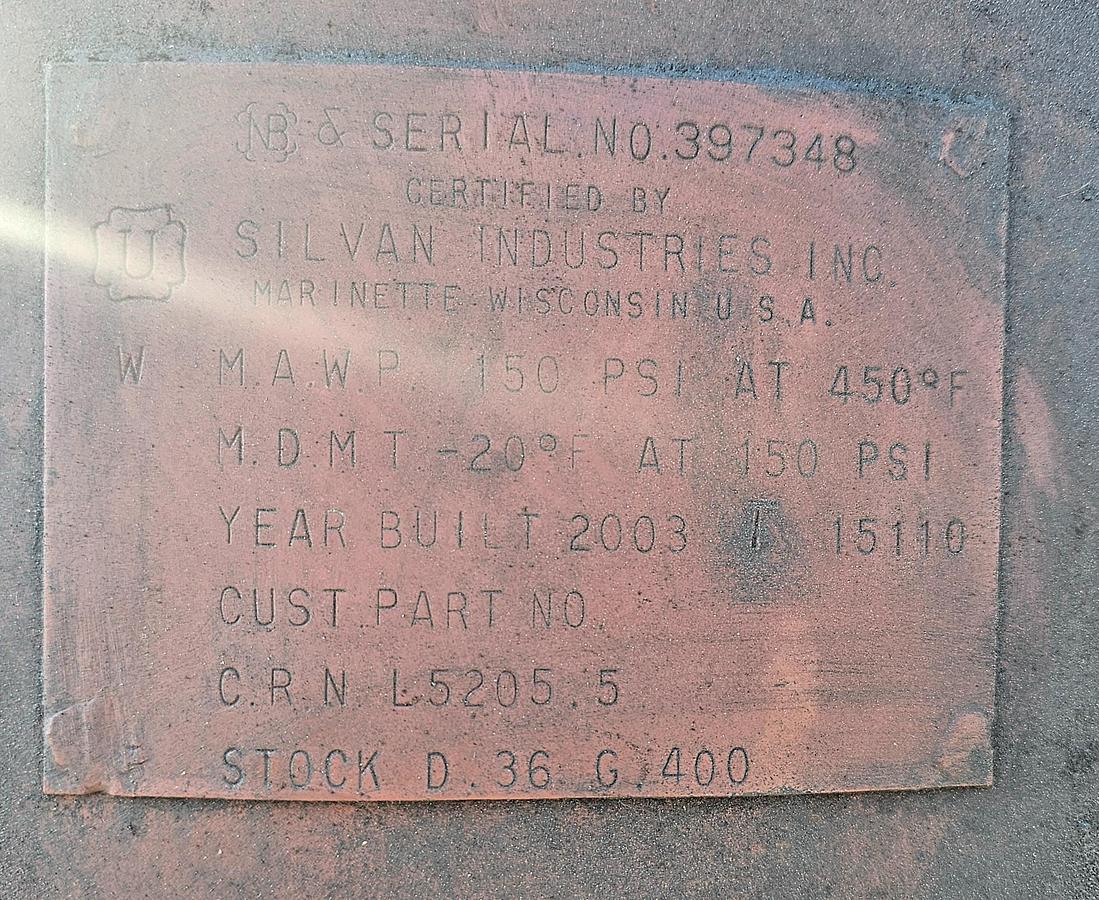 NB & SERIAL NO. 397348
CERTIFIED BY
U SILVAN INDUSTRIES INC.
MARINETTE WISCONSIN U.S.A.
W M.A.W.P. 150 PSI AT 450°F
M.D.M.T. -20°F AT 150 PSI
YEAR BUILT 2003 15110
CUST.PART NO.
C.R.N L5205.5
STOCK D.36 G.400